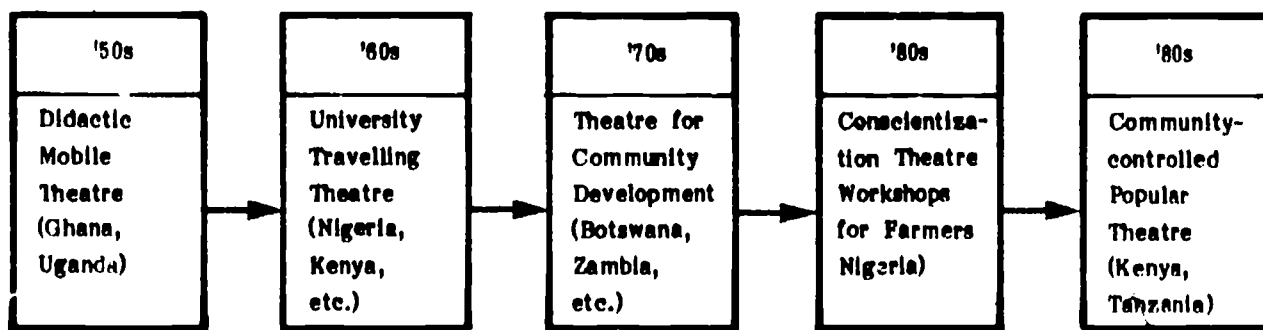 '50s
Didactic
Mobile
Theatre
(Ghana,
Uganda)
'60s
University
Travelling
Theatre
(Nigeria,
Kenya,
etc.)
'70s
Theatre for
Community
Development
(Botswana,
Zambia,
etc.)
'80s
Conscientiza-
tion Theatre
Workshops
for Farmers
Nigeria)
'80s
Community-
controlled
Popular
Theatre
(Kenya,
Tanzania)